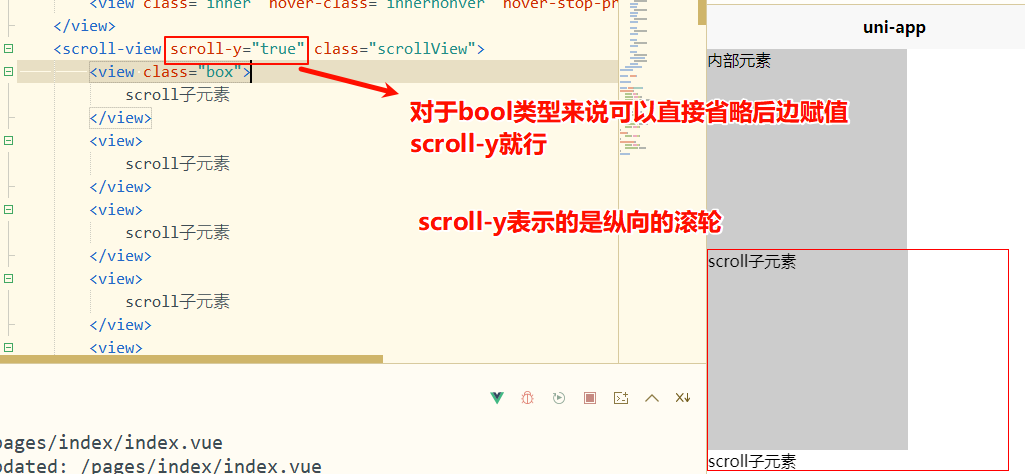 <view class="inner" hover-class="innerhover" hover-stop-pr
</view>
<scroll-view scroll-y="true" class="scrollView">
<view class="box">
scroll子元素
</view>
<view>
scroll子元素
</view>
<view>
scroll子元素
</view>
<view>
scroll子元素
</view>
<view>
对于bool类型来说可以直接省略后边赋值
scroll-y就行
scroll-y表示的是纵向的滚轮
pages/index/index.vue
pdated: /pages/index/index.vue
uni-app
内部元素
scroll子元素
scroll子元素